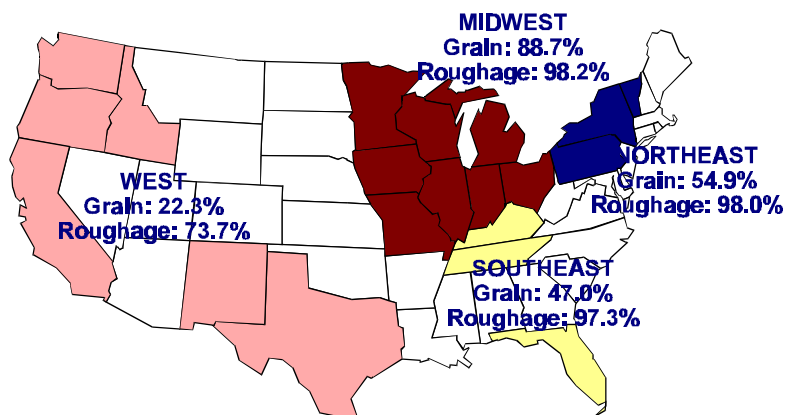 MIDWEST
Grain: 88.7%
Roughage: 98.2%
NORTHEAST
Grain: 54.9%
Roughage: 98.0%
WEST
Grain: 22.3%
Roughage: 73.7%
SOUTHEAST
Grain: 47.0%
Roughage: 97.3%